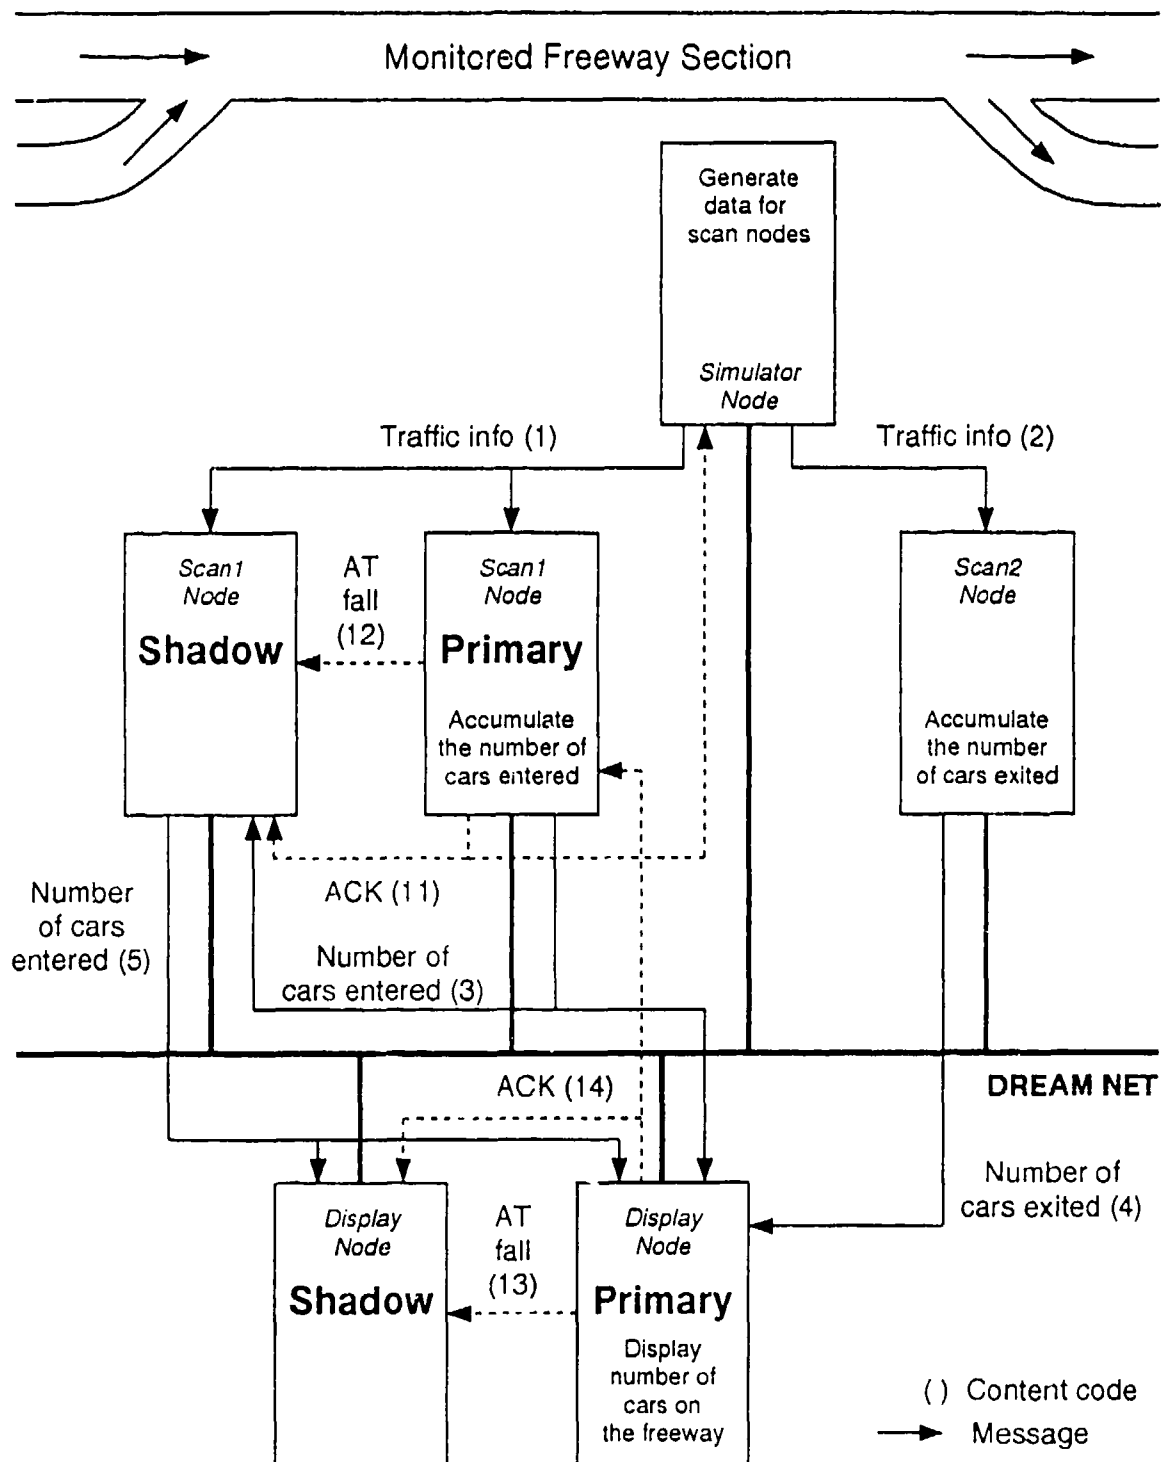 Monitored Freeway Section
Generate
data for
scan nodes
Simulator
Node
Traffic info (1)
Traffic info (2)
Scan1
Node
Shadow
AT
fall
(12)
Scan1
Node
Primary
Accumulate
the number of
cars entered
Scan2
Node
Accumulate
the number
of cars exited
ACK (11)
Number
of cars
entered (5)
Number of
cars entered (3)
DREAM NET
ACK (14)
Number of
cars exited (4)
Display
Node
Shadow
AT
fall
(13)
Display
Node
Primary
Display
number of
cars on
the freeway
( ) Content code
Message